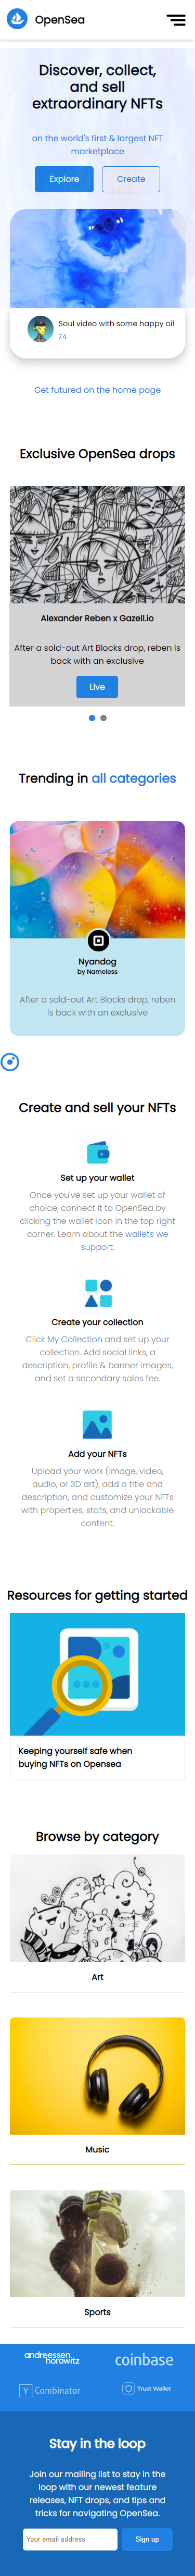 OpenSea
Discover, collect,
and sell
extraordinary NFTs
on the world's first & largest NFT
marketplace
Explore
Create
Soul video with some happy oil
Z4
Get futured on the home page
Exclusive OpenSea drops
Alexander Reben x Gazell.io
After a sold-out Art Blocks drop, reben is
back with an exclusive
Live
Trending in all categories
Nyandog
by Nameless
After a sold-out Art Blocks drop, reben
is back with an exclusive
Create and sell your NFTs
Set up your wallet
Once you've set up your wallet of
choice, connect it to OpenSea by
clicking the wallet icon in the top right
corner. Learn about the wallets we
support.
Create your collection
Click My Collection and set up your
collection. Add social links, a
description, profile & banner images,
and set a secondary sales fee.
Add your NFTs
Upload your work (image, video,
audio, or 3D art), add a title and
description, and customize your NFTs
with properties, stats, and unlockable
content.
Resources for getting started
Keeping yourself safe when
buying NFTs on Opensea
Browse by category
Art
Music
Sports
andreessen.
horowitz
coinbase
Y Combinator
Trust Wallet
Stay in the loop
Join our mailing list to stay in the
loop with our newest feature
releases, NFT drops, and tips and
tricks for navigating OpenSea.
Your email address
Sign up